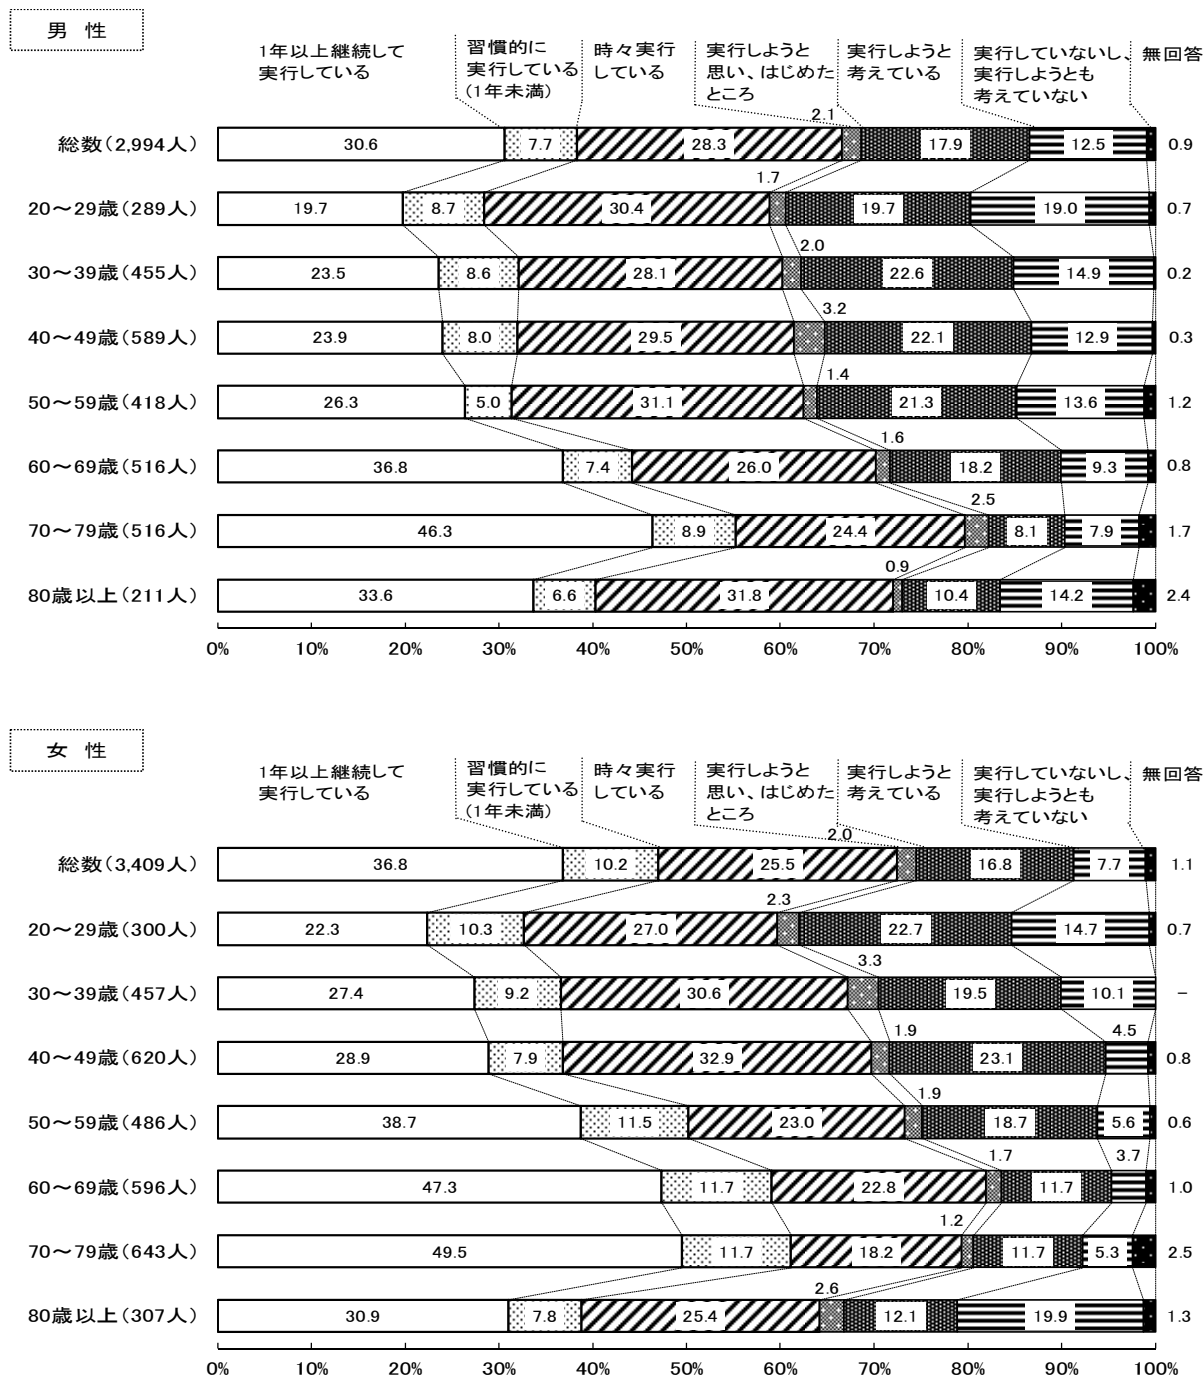 男 性
1年以上継続して
実行している
習慣的に
実行している
(1年未満)
時々実行
している
実行しようと
思い、はじめた
ところ
実行しようと
考えている
実行していないし、
実行しようとも
考えていない
無回答
2.1
総数(2,994人) 30.6 7.7 28.3 17.9 12.5 0.9
1.7
20～29歳(289人) 19.7 8.7 30.4 19.7 19.0 0.7
2.0
30～39歳(455人) 23.5 8.6 28.1 22.6 14.9 0.2
3.2
40～49歳(589人) 23.9 8.0 29.5 22.1 12.9 0.3
1.4
50～59歳(418人) 26.3 5.0 31.1 21.3 13.6 1.2
1.6
60～69歳(516人) 36.8 7.4 26.0 18.2 9.3 0.8
2.5
70～79歳(516人) 46.3 8.9 24.4 8.1 7.9 1.7
0.9
80歳以上(211人) 33.6 6.6 31.8 10.4 14.2 2.4
0% 10% 20% 30% 40% 50% 60% 70% 80% 90% 100%
女 性
1年以上継続して
実行している
習慣的に
実行している
(1年未満)
時々実行
している
実行しようと
思い、はじめた
ところ
実行しようと
考えている
実行していないし、
実行しようとも
考えていない
無回答
2.0
総数(3,409人) 36.8 10.2 25.5 16.8 7.7 1.1
2.3
20～29歳(300人) 22.3 10.3 27.0 22.7 14.7 0.7
3.3
30～39歳(457人) 27.4 9.2 30.6 19.5 10.1 －
1.9 4.5
40～49歳(620人) 28.9 7.9 32.9 23.1 0.8
1.9
50～59歳(486人) 38.7 11.5 23.0 18.7 5.6 0.6
1.7 3.7
60～69歳(596人) 47.3 11.7 22.8 11.7 1.0
1.2
70～79歳(643人) 49.5 11.7 18.2 11.7 5.3 2.5
2.6
80歳以上(307人) 30.9 7.8 25.4 12.1 19.9 1.3
0% 10% 20% 30% 40% 50% 60% 70% 80% 90% 100%